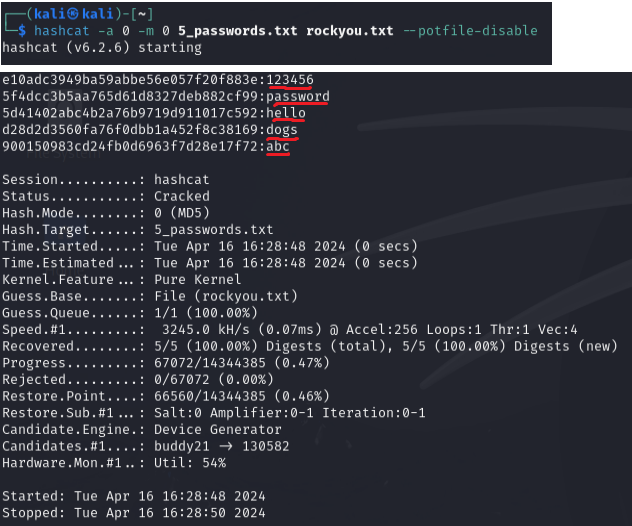 ┌──(kali㉿kali)-[~]
└─$ hashcat -a 0 -m 0 5_passwords.txt rockyou.txt --potfile-disable
hashcat (v6.2.6) starting
e10adc3949ba59abbe56e057f20f883e:123456
5f4dcc3b5aa765d61d8327deb882cf99:password
5d41402abc4b2a76b9719d911017c592:hello
d28d2d3560fa76f0dbb1a452f8c38169:dogs
900150983cd24fb0d6963f7d28e17f72:abc
Session..........: hashcat
Status...........: Cracked
Hash.Mode........: 0 (MD5)
Hash.Target......: 5_passwords.txt
Time.Started.....: Tue Apr 16 16:28:48 2024 (0 secs)
Time.Estimated...: Tue Apr 16 16:28:48 2024 (0 secs)
Kernel.Feature...: Pure Kernel
Guess.Base.......: File (rockyou.txt)
Guess.Queue......: 1/1 (100.00%)
Speed.#1.........:  3245.0 kH/s (0.07ms) @ Accel:256 Loops:1 Thr:1 Vec:4
Recovered........: 5/5 (100.00%) Digests (total), 5/5 (100.00%) Digests (new)
Progress.........: 67072/14344385 (0.47%)
Rejected.........: 0/67072 (0.00%)
Restore.Point....: 66560/14344385 (0.46%)
Restore.Sub.#1...: Salt:0 Amplifier:0-1 Iteration:0-1
Candidate.Engine.: Device Generator
Candidates.#1....: buddy21 -> 130582
Hardware.Mon.#1..: Util: 54%
Started: Tue Apr 16 16:28:48 2024
Stopped: Tue Apr 16 16:28:50 2024